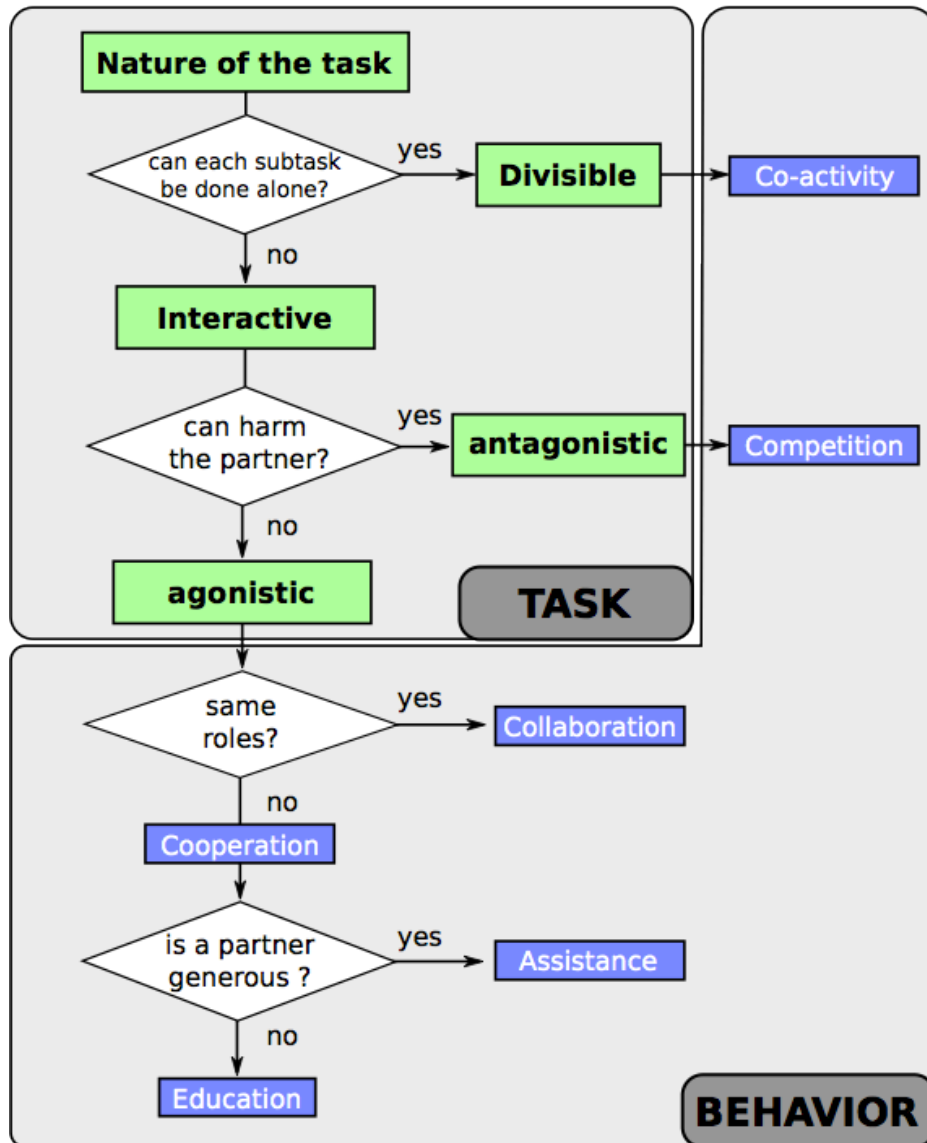 Nature of the task
can each subtask
be done alone?
yes
Divisible
Co-activity
no
Interactive
can harm
the partner?
yes
antagonistic
Competition
no
agonistic
TASK
same
roles?
yes
Collaboration
no
Cooperation
is a partner
generous ?
yes
Assistance
no
Education
BEHAVIOR